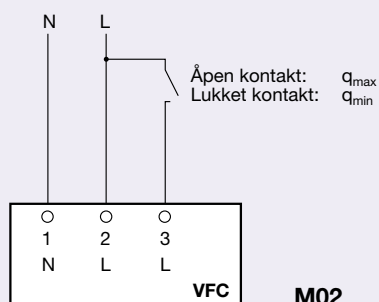 N L
Åpen kontakt: qmax
Lukket kontakt: qmin
1 2 3
N L L
VFC
M02